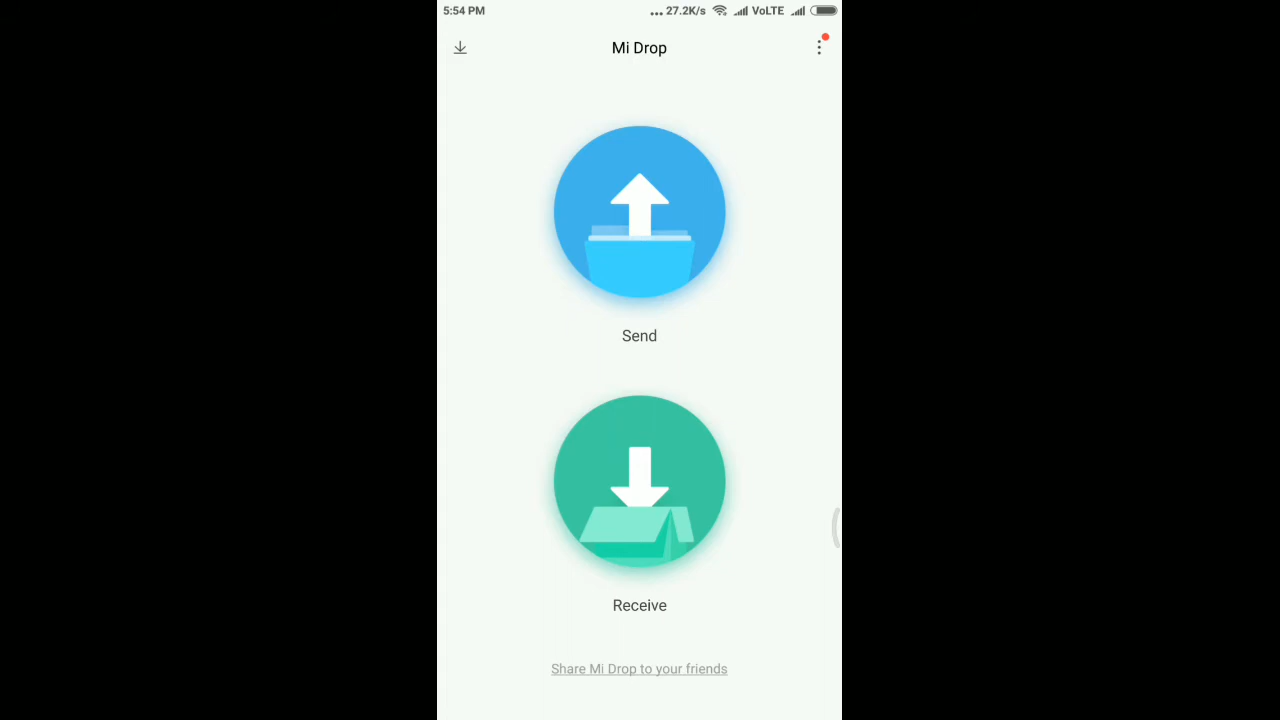 5:54 PM ... 27.2K/s VoLTE
Mi Drop
Send
Receive
Share Mi Drop to your friends